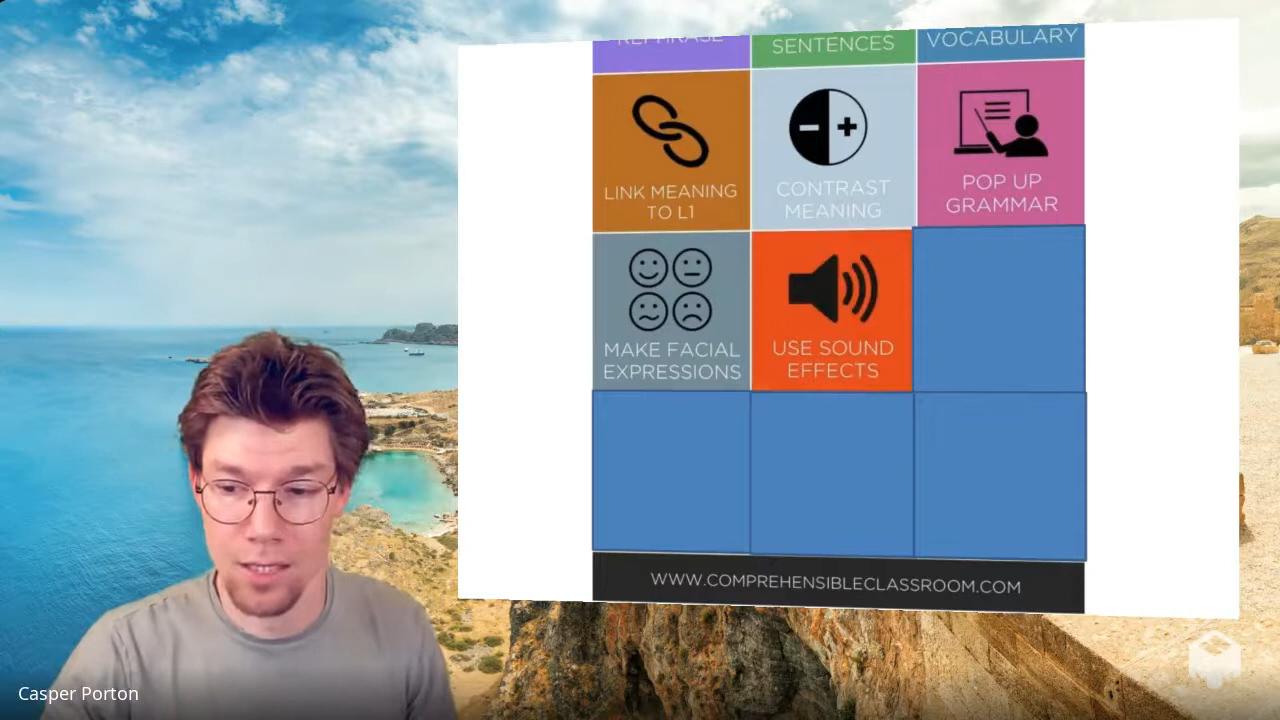 REPHRASE
SENTENCES
VOCABULARY
LINK MEANING
TO L1
CONTRAST
MEANING
POP UP
GRAMMAR
MAKE FACIAL
EXPRESSIONS
USE SOUND
EFFECTS
WWW.COMPREHENSIBLECLASSROOM.COM
Casper Porton